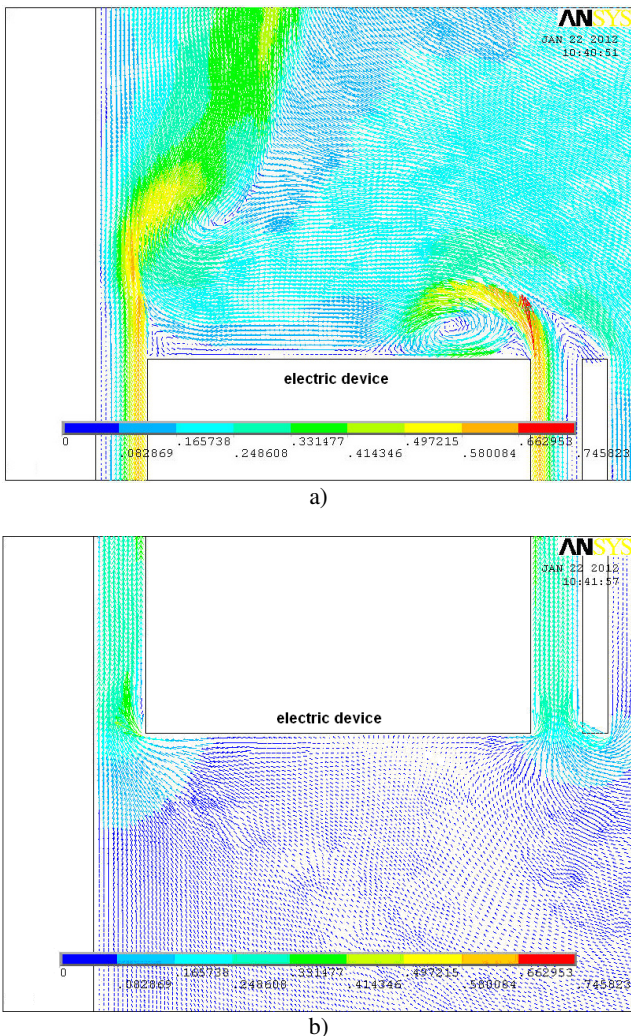 ANSYS
JAN 22 2012
10:40:51
electric device
0 .165738 .331477 .497215 .662953
.082869 .248608 .414346 .580084 .745823
a)
ANSYS
JAN 22 2012
10:41:57
electric device
0 .165738 .331477 .497215 .662953
.082869 .248608 .414346 .580084 .745823
b)